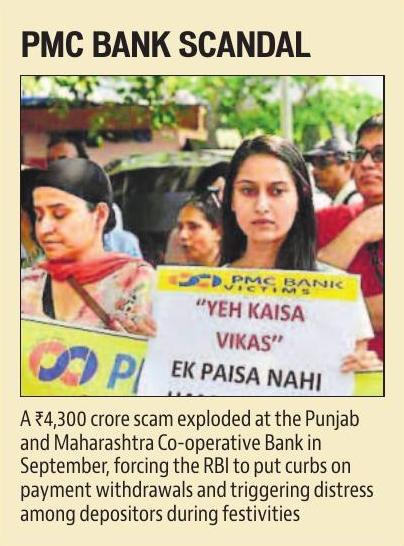 PMC BANK SCANDAL
PMC BANK
VICTIMS
"YEH KAISA
VIKAS"
EK PAISA NAHI
P
A ₹4,300 crore scam exploded at the Punjab
and Maharashtra Co-operative Bank in
September, forcing the RBI to put curbs on
payment withdrawals and triggering distress
among depositors during festivities